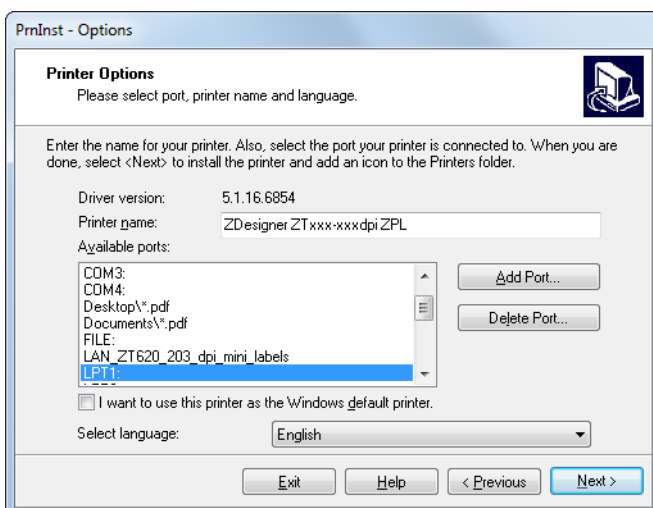 PrnInst - Options
Printer Options
Please select port, printer name and language.
Enter the name for your printer. Also, select the port your printer is connected to. When you are
done, select <Next> to install the printer and add an icon to the Printers folder.
Driver version: 5.1.16.6854
Printer name: ZDesigner ZTxxx-xxxdpi ZPL
Available ports:
COM3:
COM4:
Desktop\*.pdf
Documents\*.pdf
FILE:
LAN_ZT620_203_dpi_mini_labels
LPT1:
Add Port...
Delete Port...
I want to use this printer as the Windows default printer.
Select language: English
Exit Help < Previous Next >